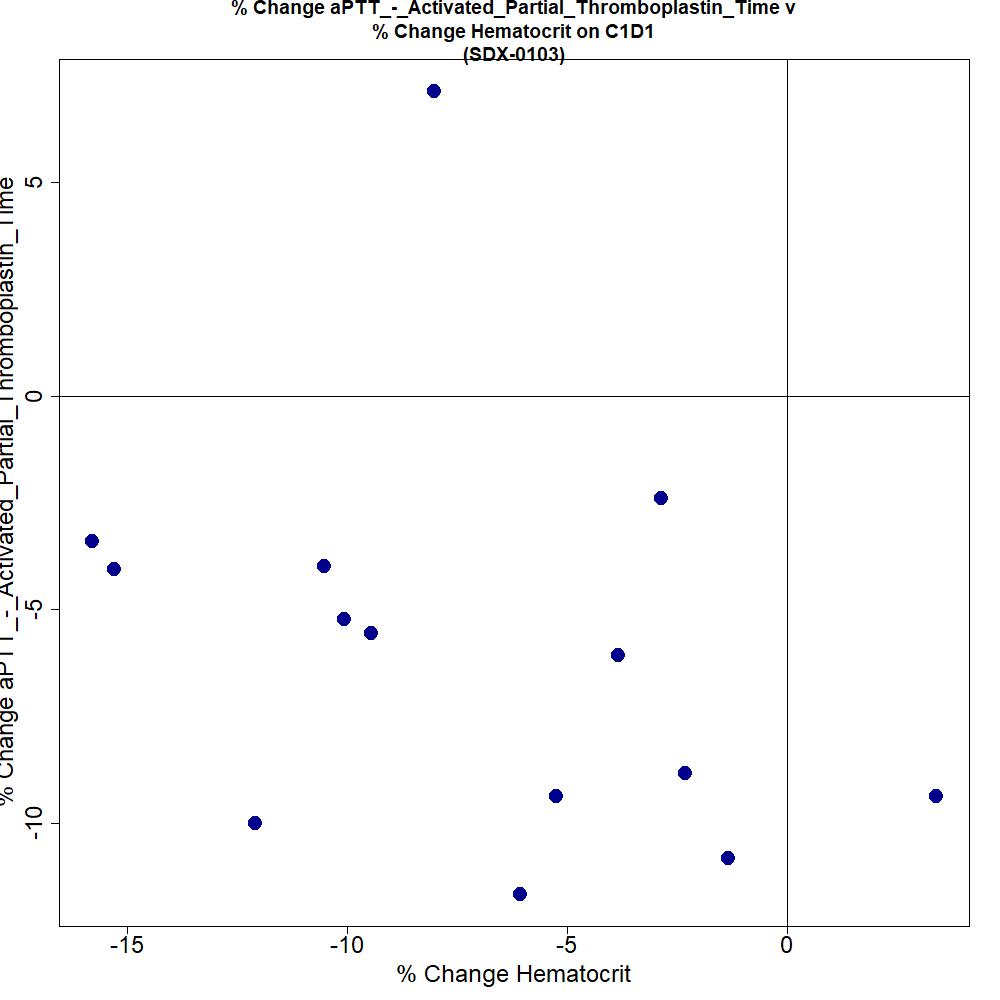 % Change aPTT_-_Activated_Partial_Thromboplastin_Time v
% Change Hematocrit on C1D1
(SDX-0103)
% Change aPTT_-_Activated_Partial_Thromboplastin_Time
5
0
-5
-10
-15
-10
-5
0
% Change Hematocrit